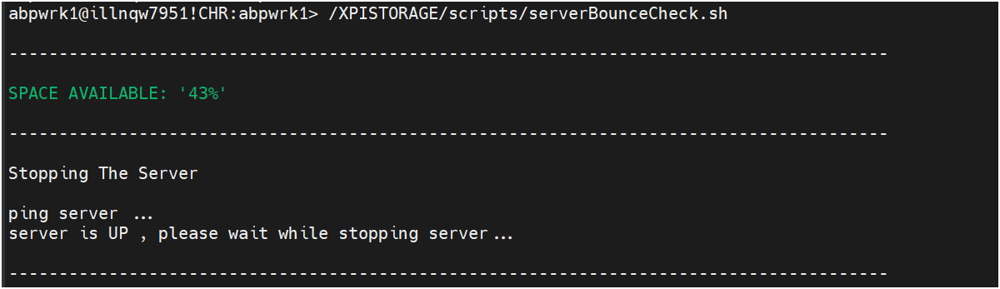 abpwrk1@illnqw7951!CHR:abpwrk1> /XPISTORAGE/scripts/serverBounceCheck.sh
----------------------------------------------------------------------------------------
SPACE AVAILABLE: '43%'
----------------------------------------------------------------------------------------
Stopping The Server
ping server ...
server is UP , please wait while stopping server...
----------------------------------------------------------------------------------------